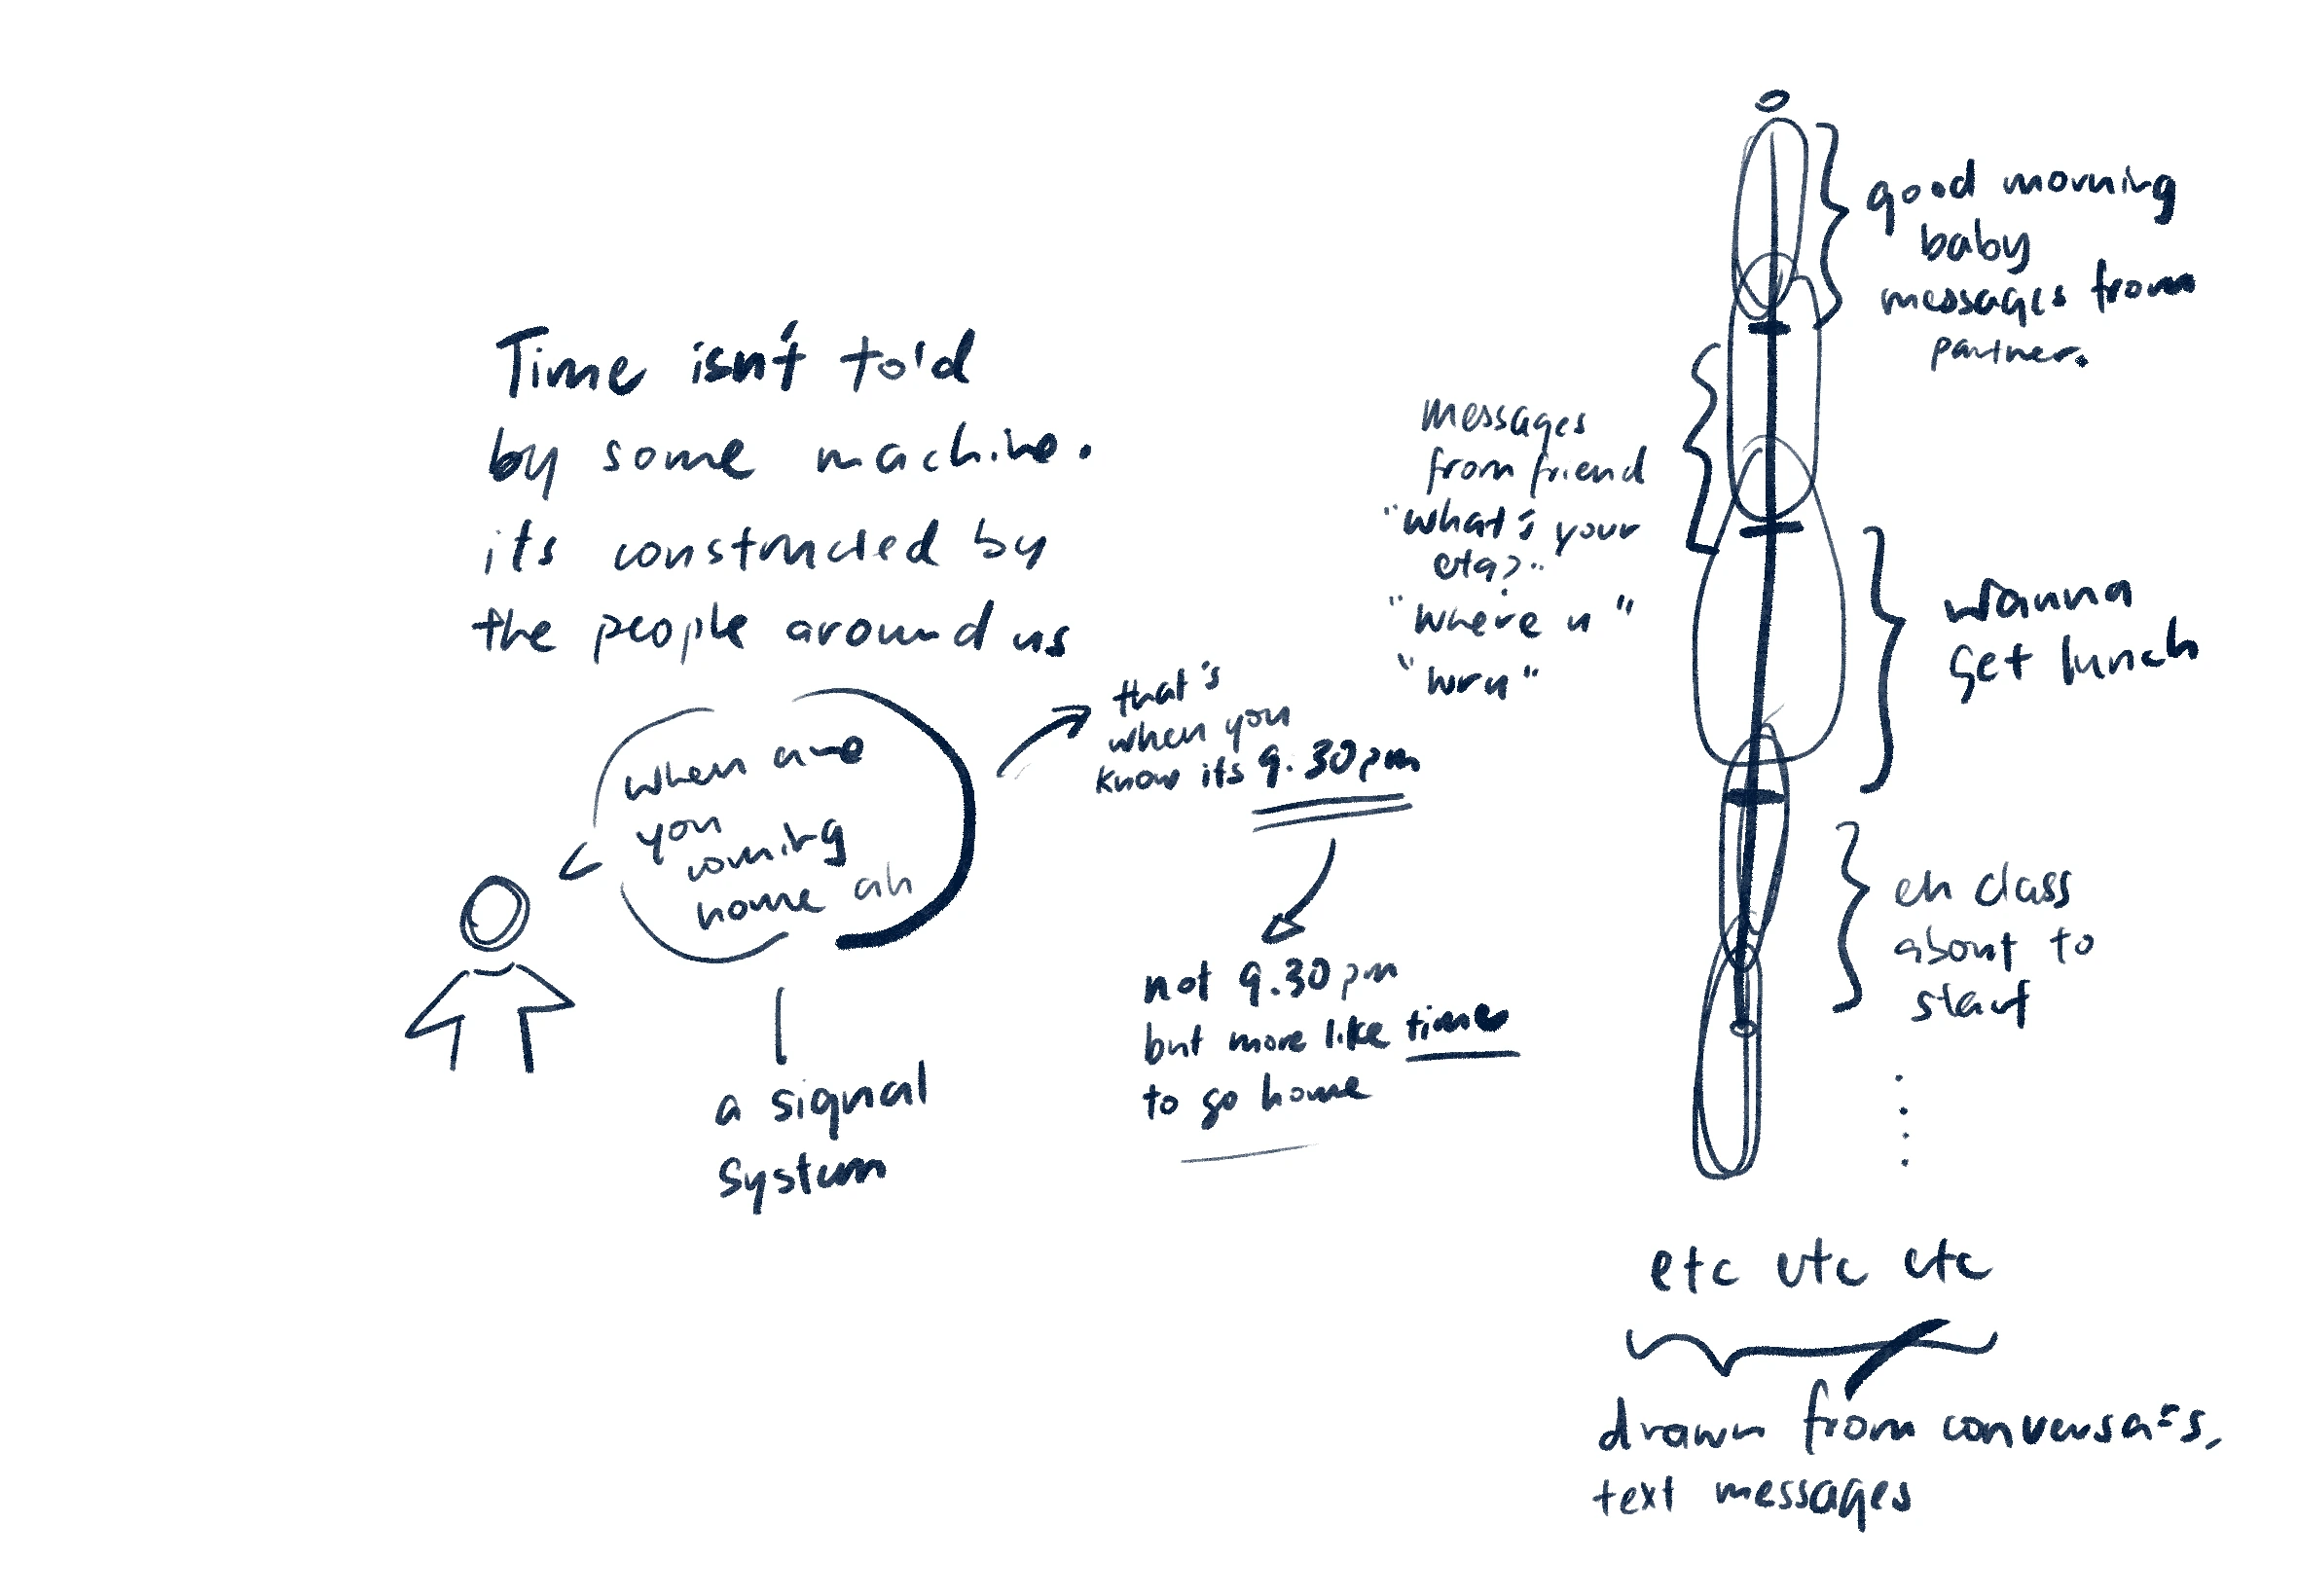 Time isn't told
by some machine.
its constructed by
the people around us
when are
you
coming
home ah
a signal
system
that's
when you
know its 9.30pm
not 9.30pm
but more like time
to go home
good morning
baby
messages from
partner.
messages
from friend
"what's your
eta?"
"where u"
"wru"
wanna
get lunch
eh class
about to
start
etc etc etc
drawn from conversa=s,
text messages